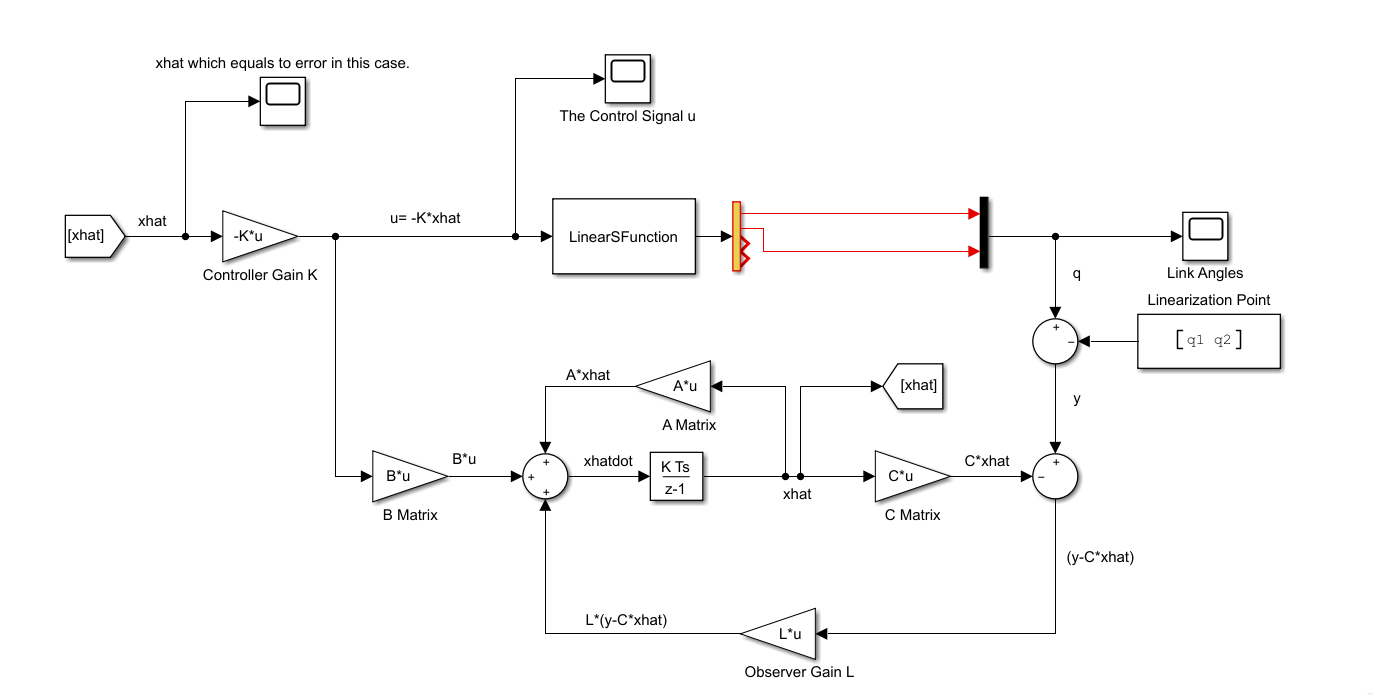 xhat which equals to error in this case.
The Control Signal u
[xhat]
xhat
-K*u
Controller Gain K
u= -K*xhat
LinearSFunction
Link Angles
q
Linearization Point
[q1 q2]
+
−
y
A*xhat
A*u
A Matrix
[xhat]
B*u
B Matrix
B*u
+
+
+
xhatdot
K Ts
z-1
xhat
C*u
C Matrix
C*xhat
+
−
(y-C*xhat)
L*(y-C*xhat)
L*u
Observer Gain L